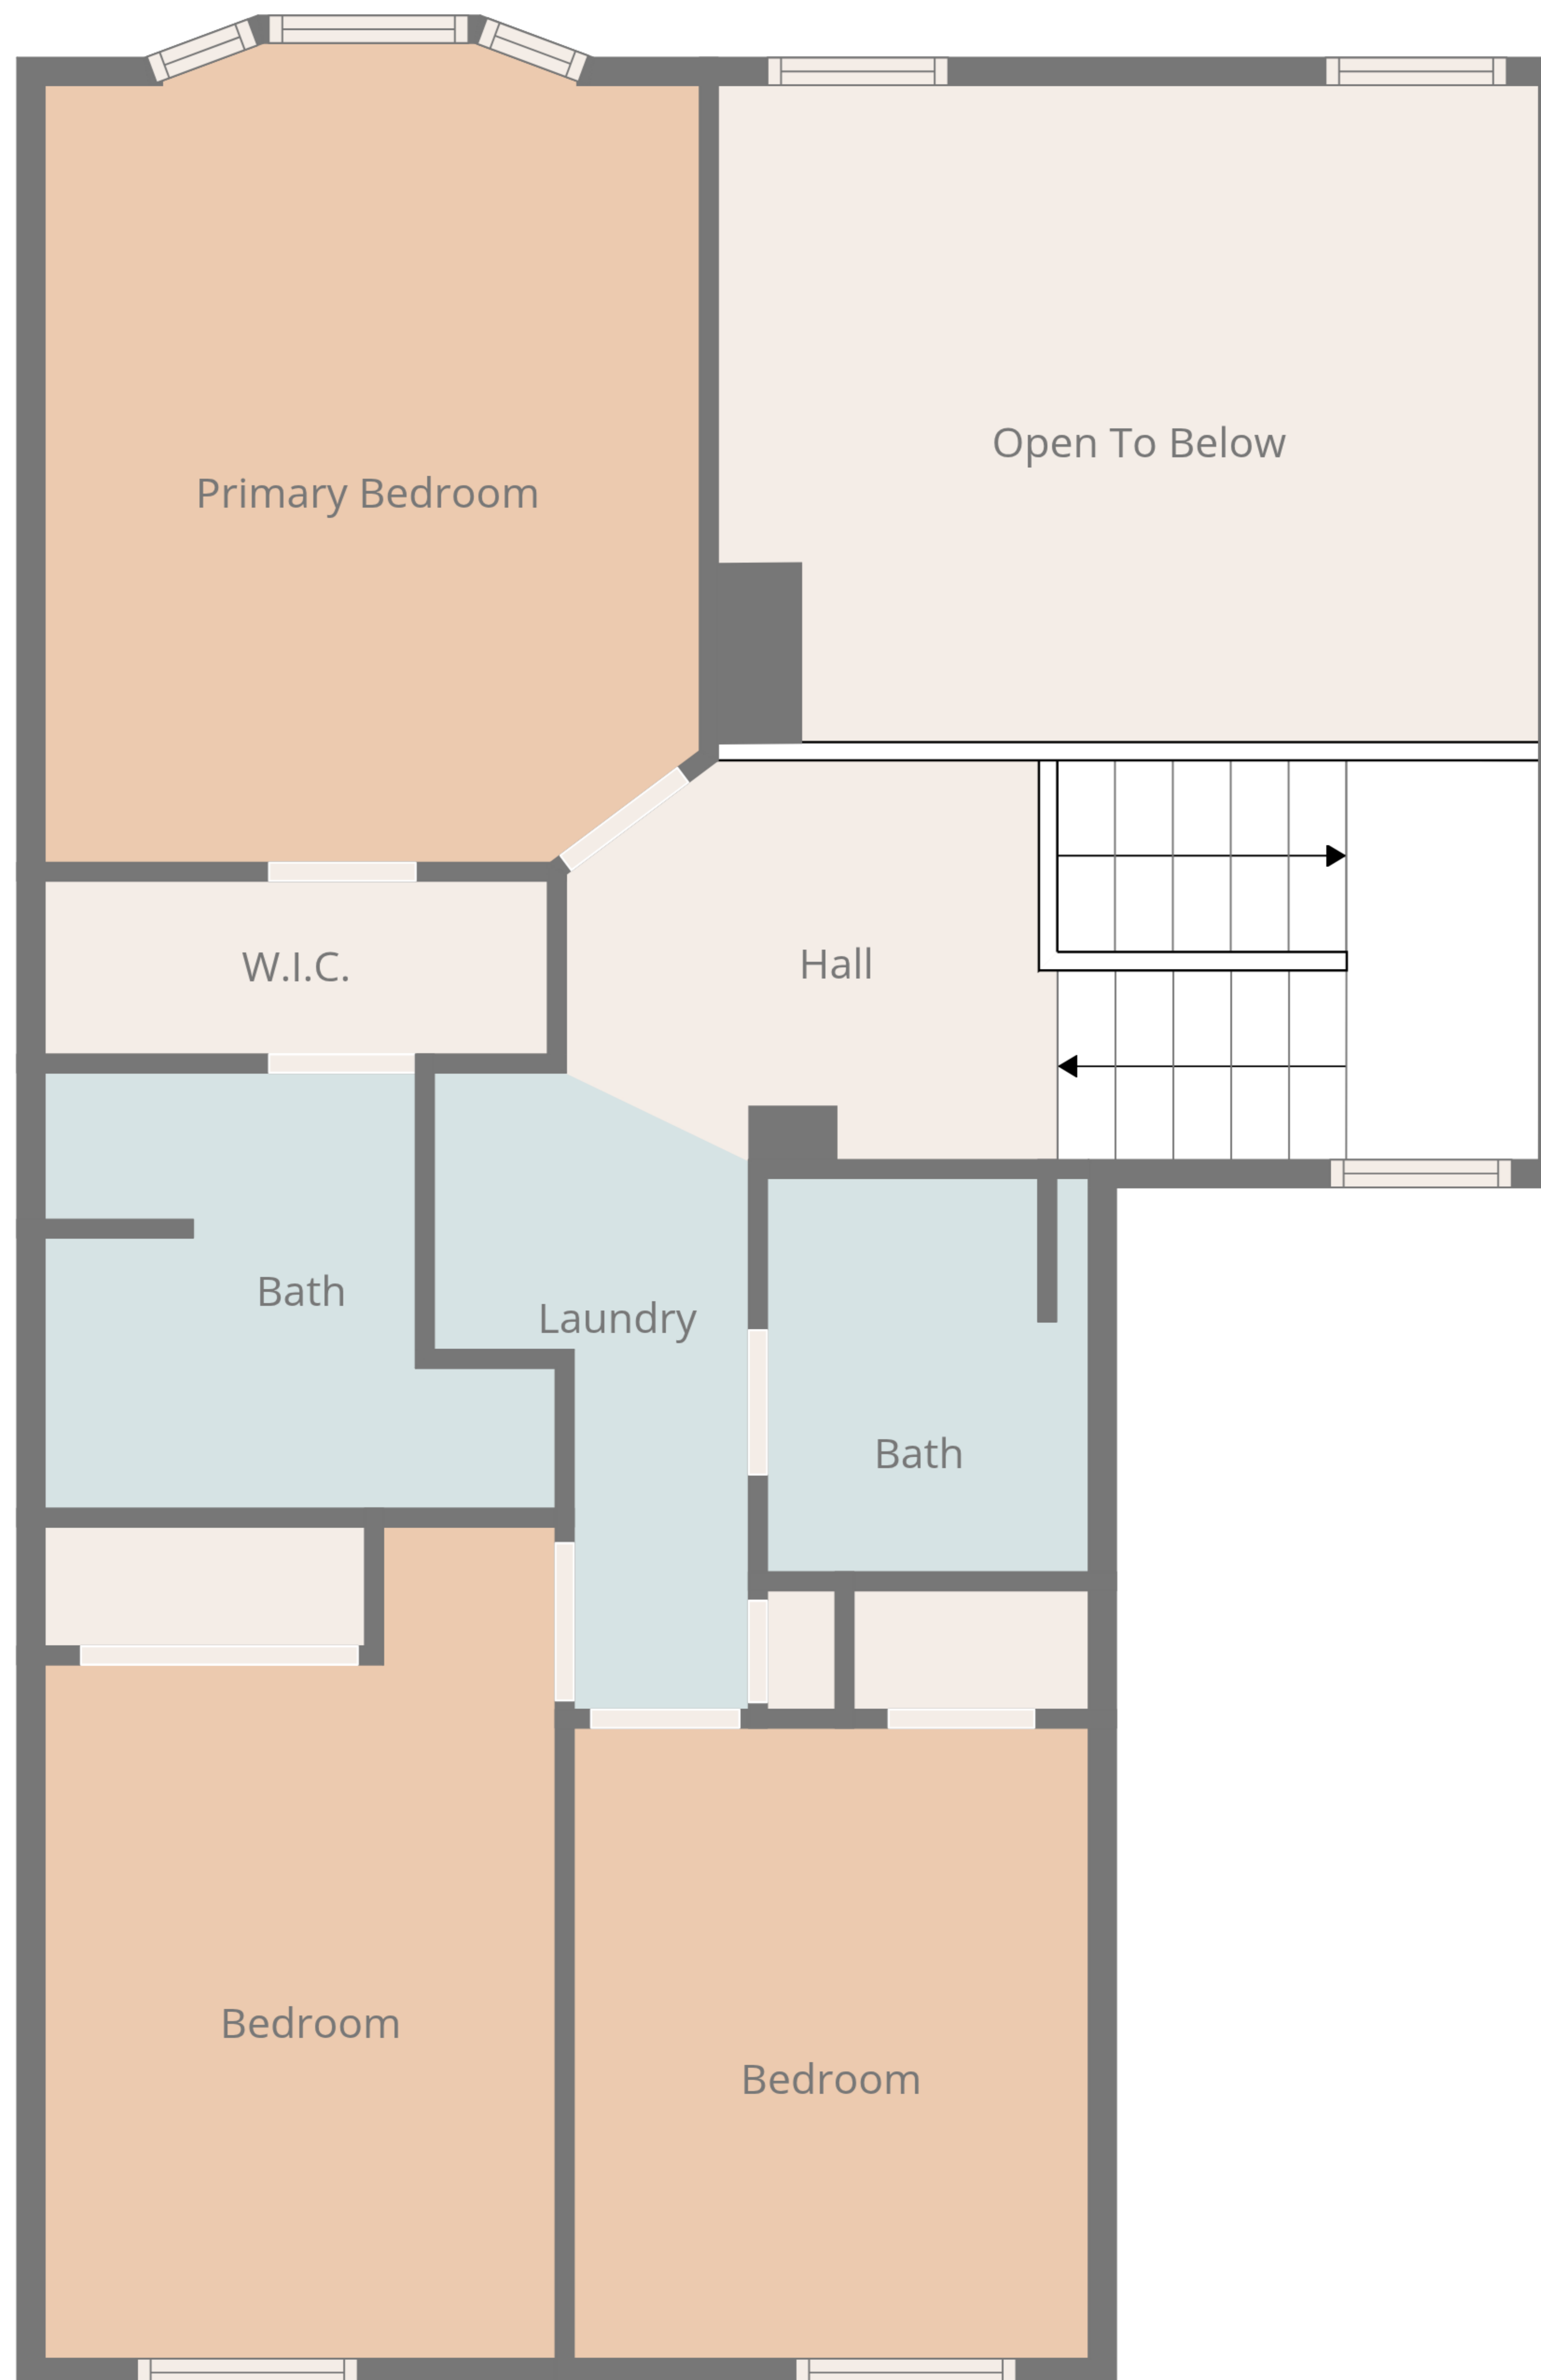 Open To Below
Primary Bedroom
Hall
W.I.C.
Bath
Laundry
Bath
Bedroom
Bedroom